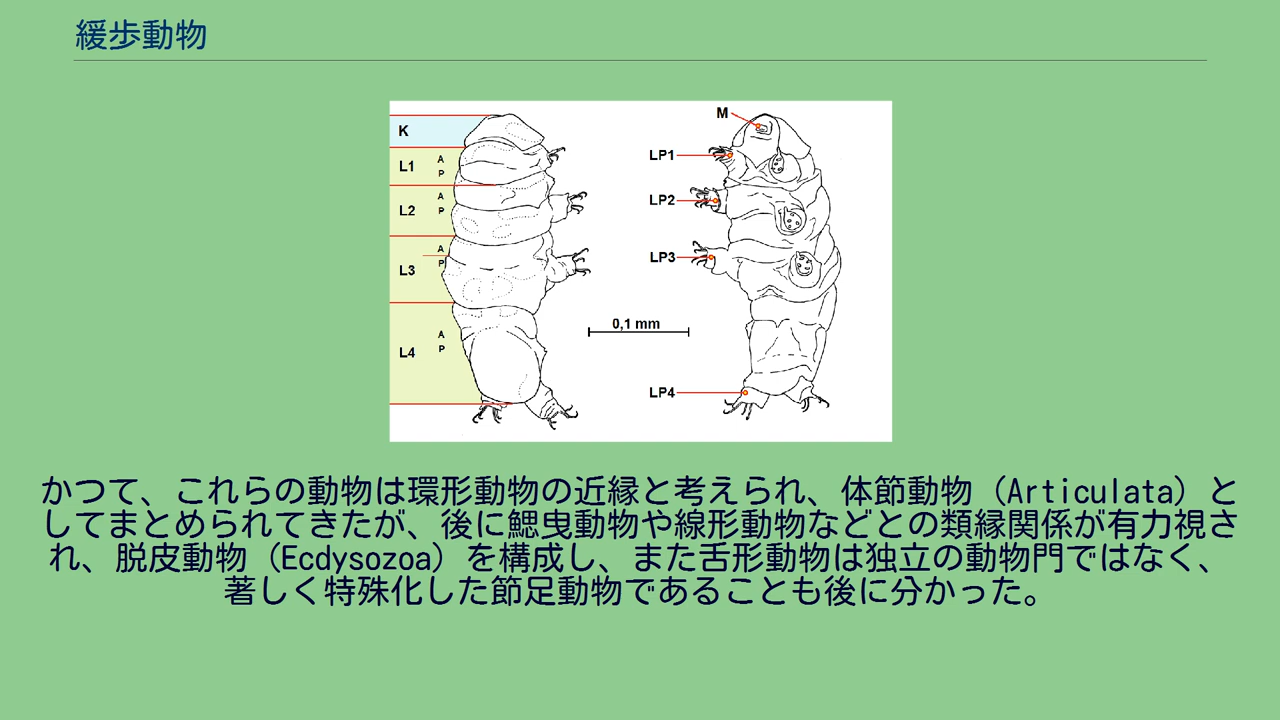 緩歩動物
K
L1
A
P
L2
A
P
L3
A
P
L4
A
P
M
LP1
LP2
LP3
0,1 mm
LP4
かつて、これらの動物は環形動物の近縁と考えられ、体節動物（Articulata）と
してまとめられてきたが、後に鰓曳動物や線形動物などとの類縁関係が有力視さ
れ、脱皮動物（Ecdysozoa）を構成し、また舌形動物は独立の動物門ではなく、
著しく特殊化した節足動物であることも後に分かった。